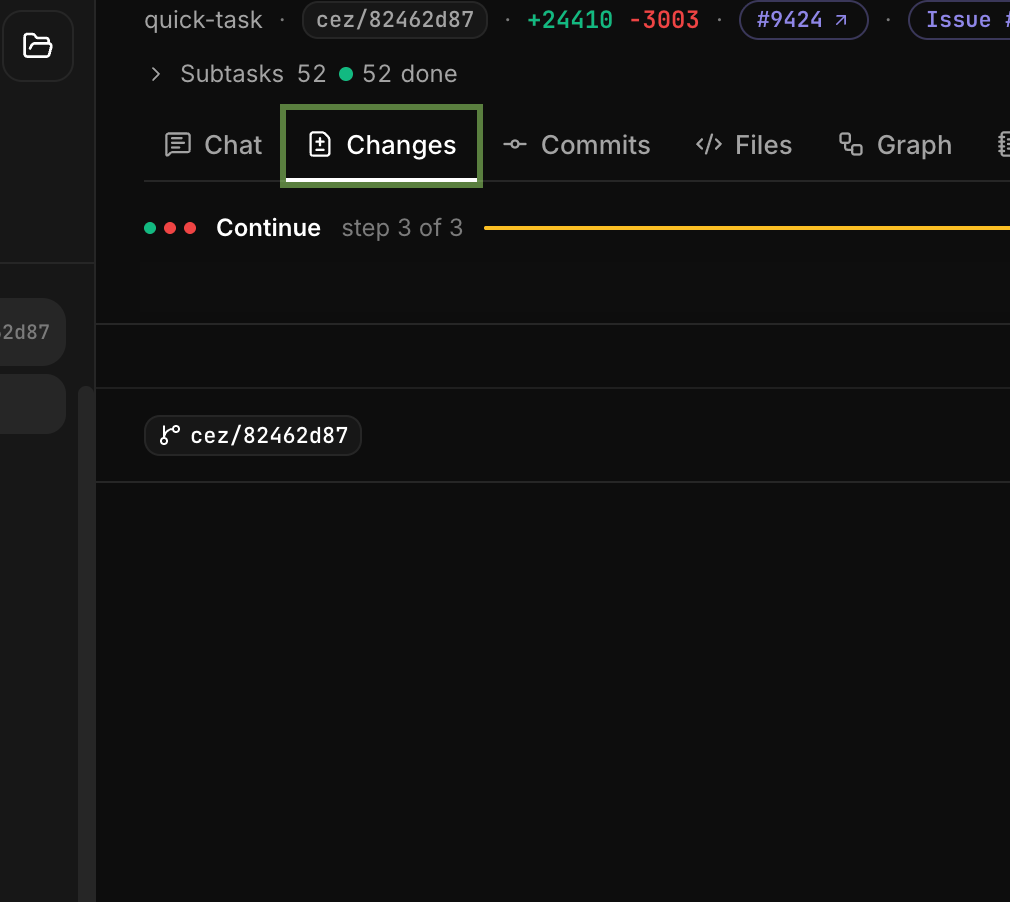 quick-task · cez/82462d87 · +24410 -3003 · #9424 ↗ · Issue
Subtasks 52 52 done
Chat Changes Commits Files Graph
Continue step 3 of 3
2d87
cez/82462d87